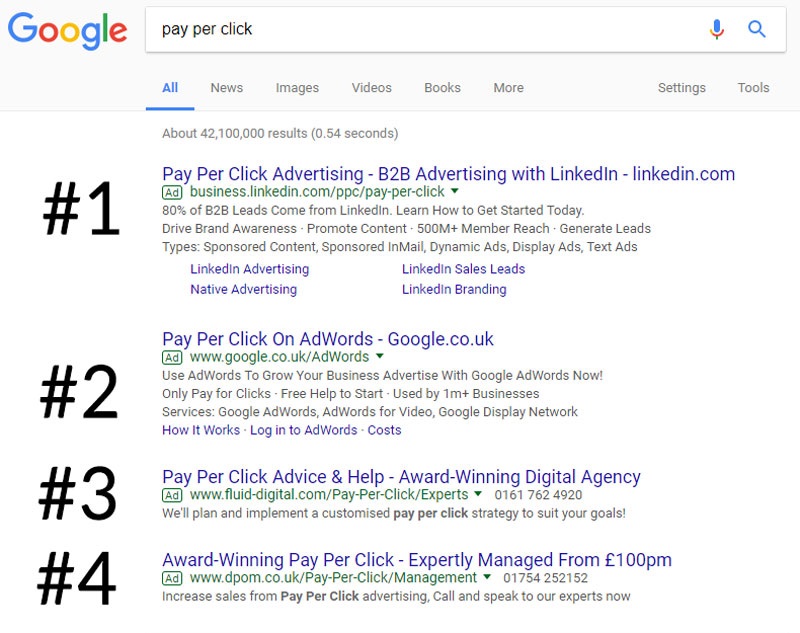 Google
pay per click
All News Images Videos Books More Settings Tools
About 42,100,000 results (0.54 seconds)
#1
Pay Per Click Advertising - B2B Advertising with LinkedIn - linkedin.com
Ad business.linkedin.com/ppc/pay-per-click
80% of B2B Leads Come from LinkedIn. Learn How to Get Started Today.
Drive Brand Awareness · Promote Content · 500M+ Member Reach · Generate Leads
Types: Sponsored Content, Sponsored InMail, Dynamic Ads, Display Ads, Text Ads
LinkedIn Advertising LinkedIn Sales Leads
Native Advertising LinkedIn Branding
#2
Pay Per Click On AdWords - Google.co.uk
Ad www.google.co.uk/AdWords
Use AdWords To Grow Your Business Advertise With Google AdWords Now!
Only Pay for Clicks · Free Help to Start · Used by 1m+ Businesses
Services: Google AdWords, AdWords for Video, Google Display Network
How It Works · Log in to AdWords · Costs
#3
Pay Per Click Advice & Help - Award-Winning Digital Agency
Ad www.fluid-digital.com/Pay-Per-Click/Experts 0161 762 4920
We'll plan and implement a customised pay per click strategy to suit your goals!
#4
Award-Winning Pay Per Click - Expertly Managed From £100pm
Ad www.dpom.co.uk/Pay-Per-Click/Management 01754 252152
Increase sales from Pay Per Click advertising, Call and speak to our experts now